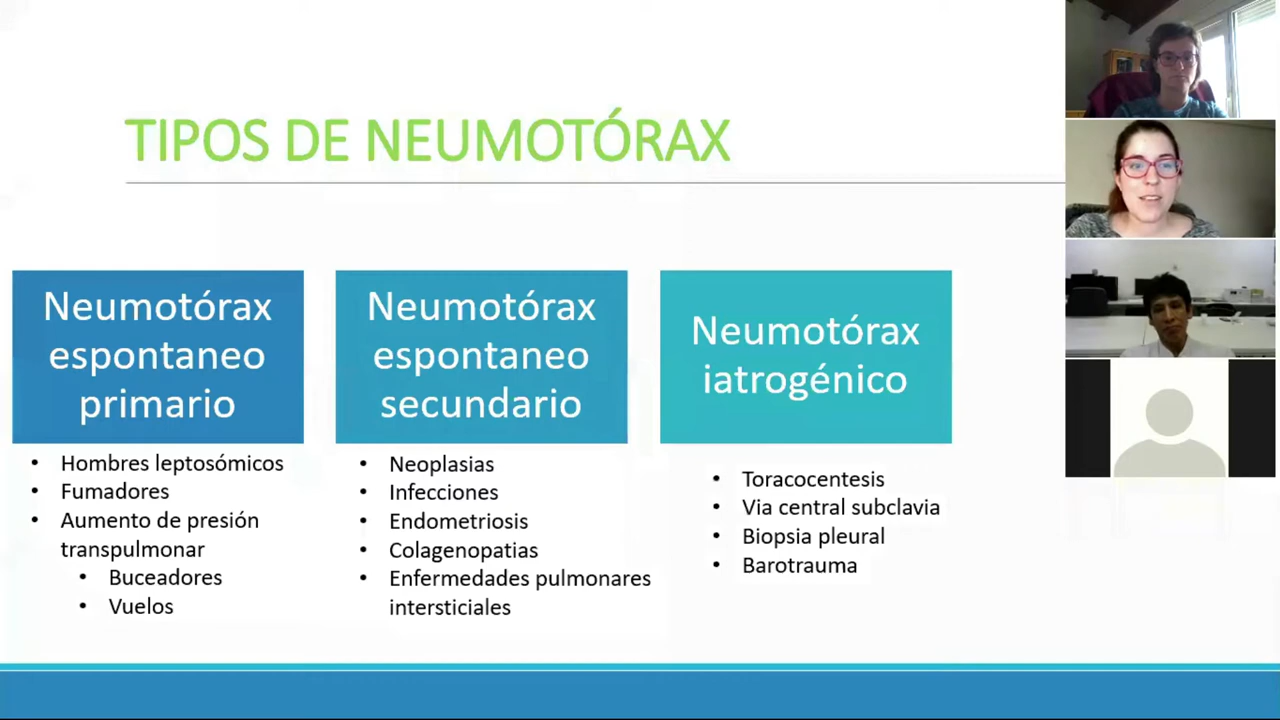 TIPOS DE NEUMOTÓRAX
Neumotórax
espontaneo
primario
• Hombres leptosómicos
• Fumadores
• Aumento de presión
transpulmonar
• Buceadores
• Vuelos
Neumotórax
espontaneo
secundario
• Neoplasias
• Infecciones
• Endometriosis
• Colagenopatias
• Enfermedades pulmonares
intersticiales
Neumotórax
iatrogénico
• Toracocentesis
• Via central subclavia
• Biopsia pleural
• Barotrauma